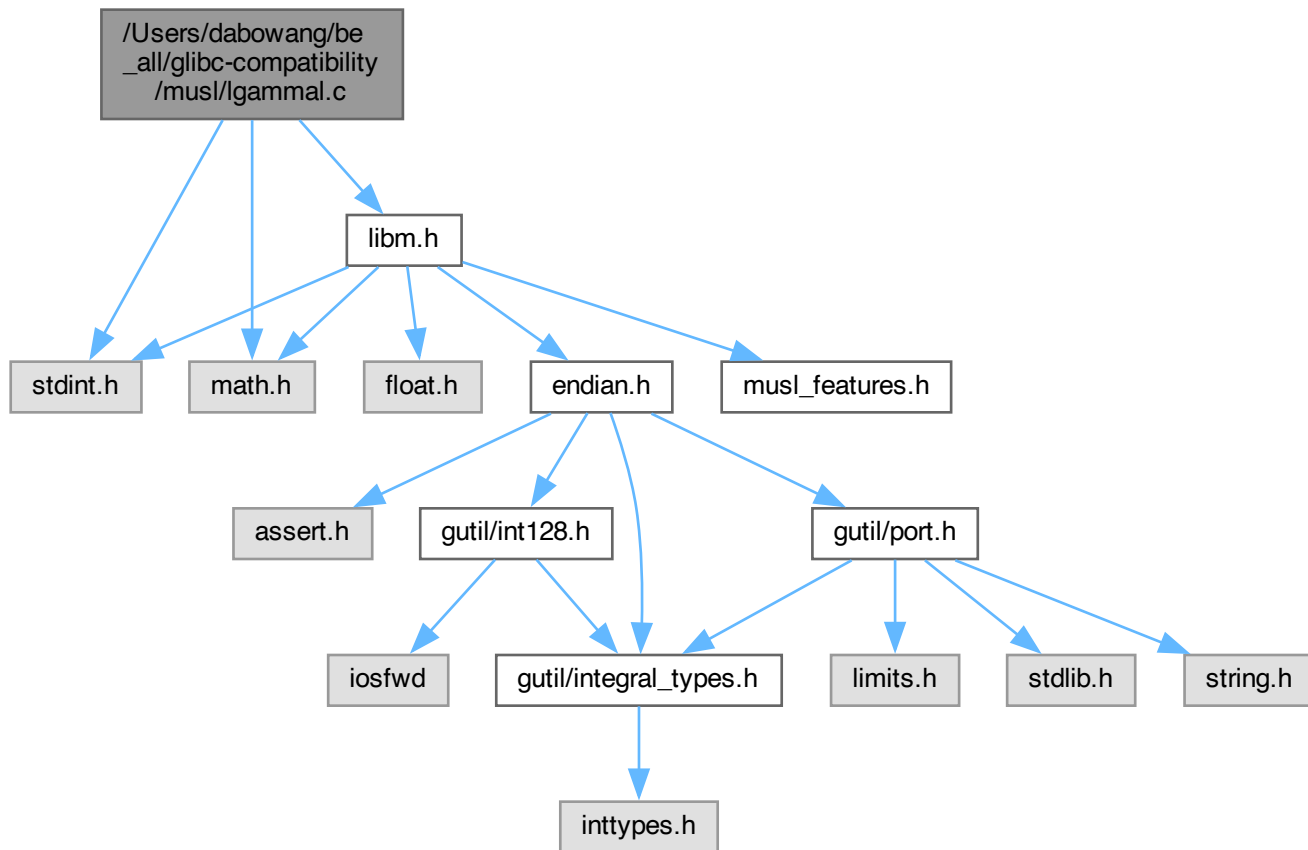 /Users/dabowang/be
_all/glibc-compatibility
/musl/lgammal.c
libm.h
stdint.h
math.h
float.h
endian.h
musl_features.h
assert.h
gutil/int128.h
gutil/port.h
iosfwd
gutil/integral_types.h
limits.h
stdlib.h
string.h
inttypes.h